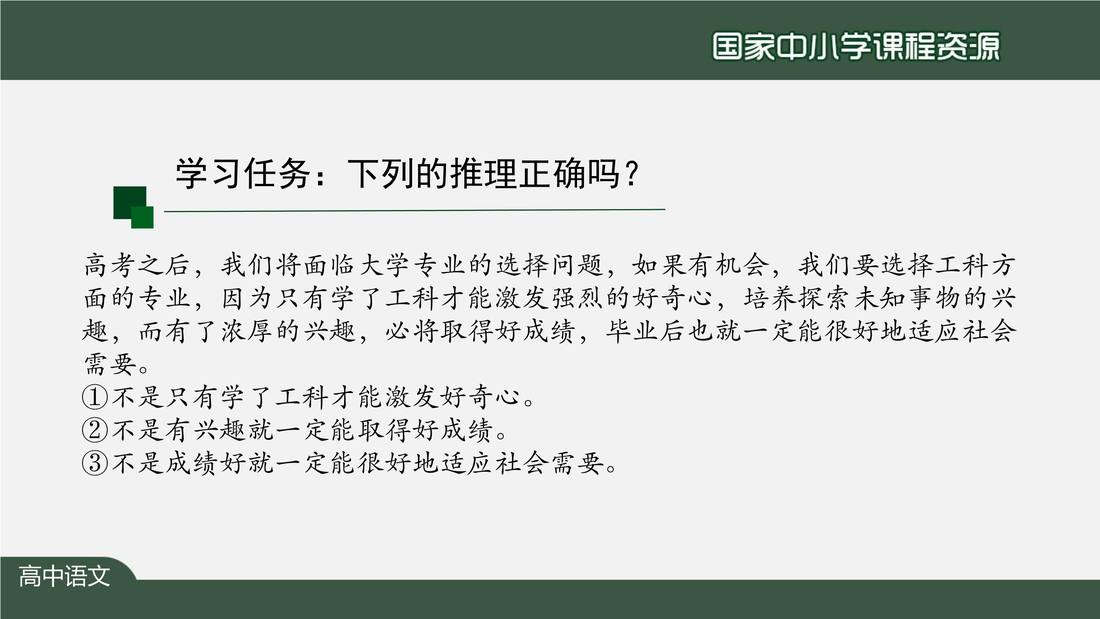 国家中小学课程资源
学习任务：下列的推理正确吗？
高考之后，我们将面临大学专业的选择问题，如果有机会，我们要选择工科方
面的专业，因为只有学了工科才能激发强烈的好奇心，培养探索未知事物的兴
趣，而有了浓厚的兴趣，必将取得好成绩，毕业后也就一定能很好地适应社会
需要。
①不是只有学了工科才能激发好奇心。
②不是有兴趣就一定能取得好成绩。
③不是成绩好就一定能很好地适应社会需要。
高中语文